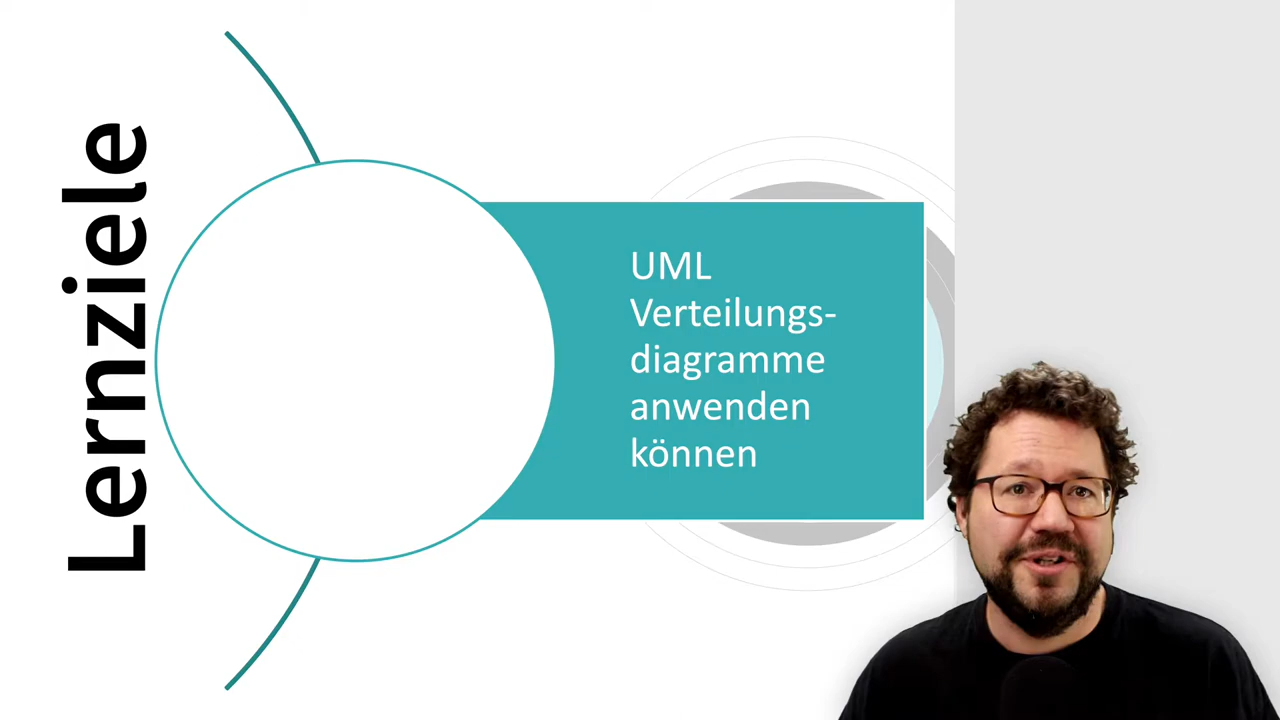 Lernziele
UML
Verteilungs-
diagramme
anwenden
können